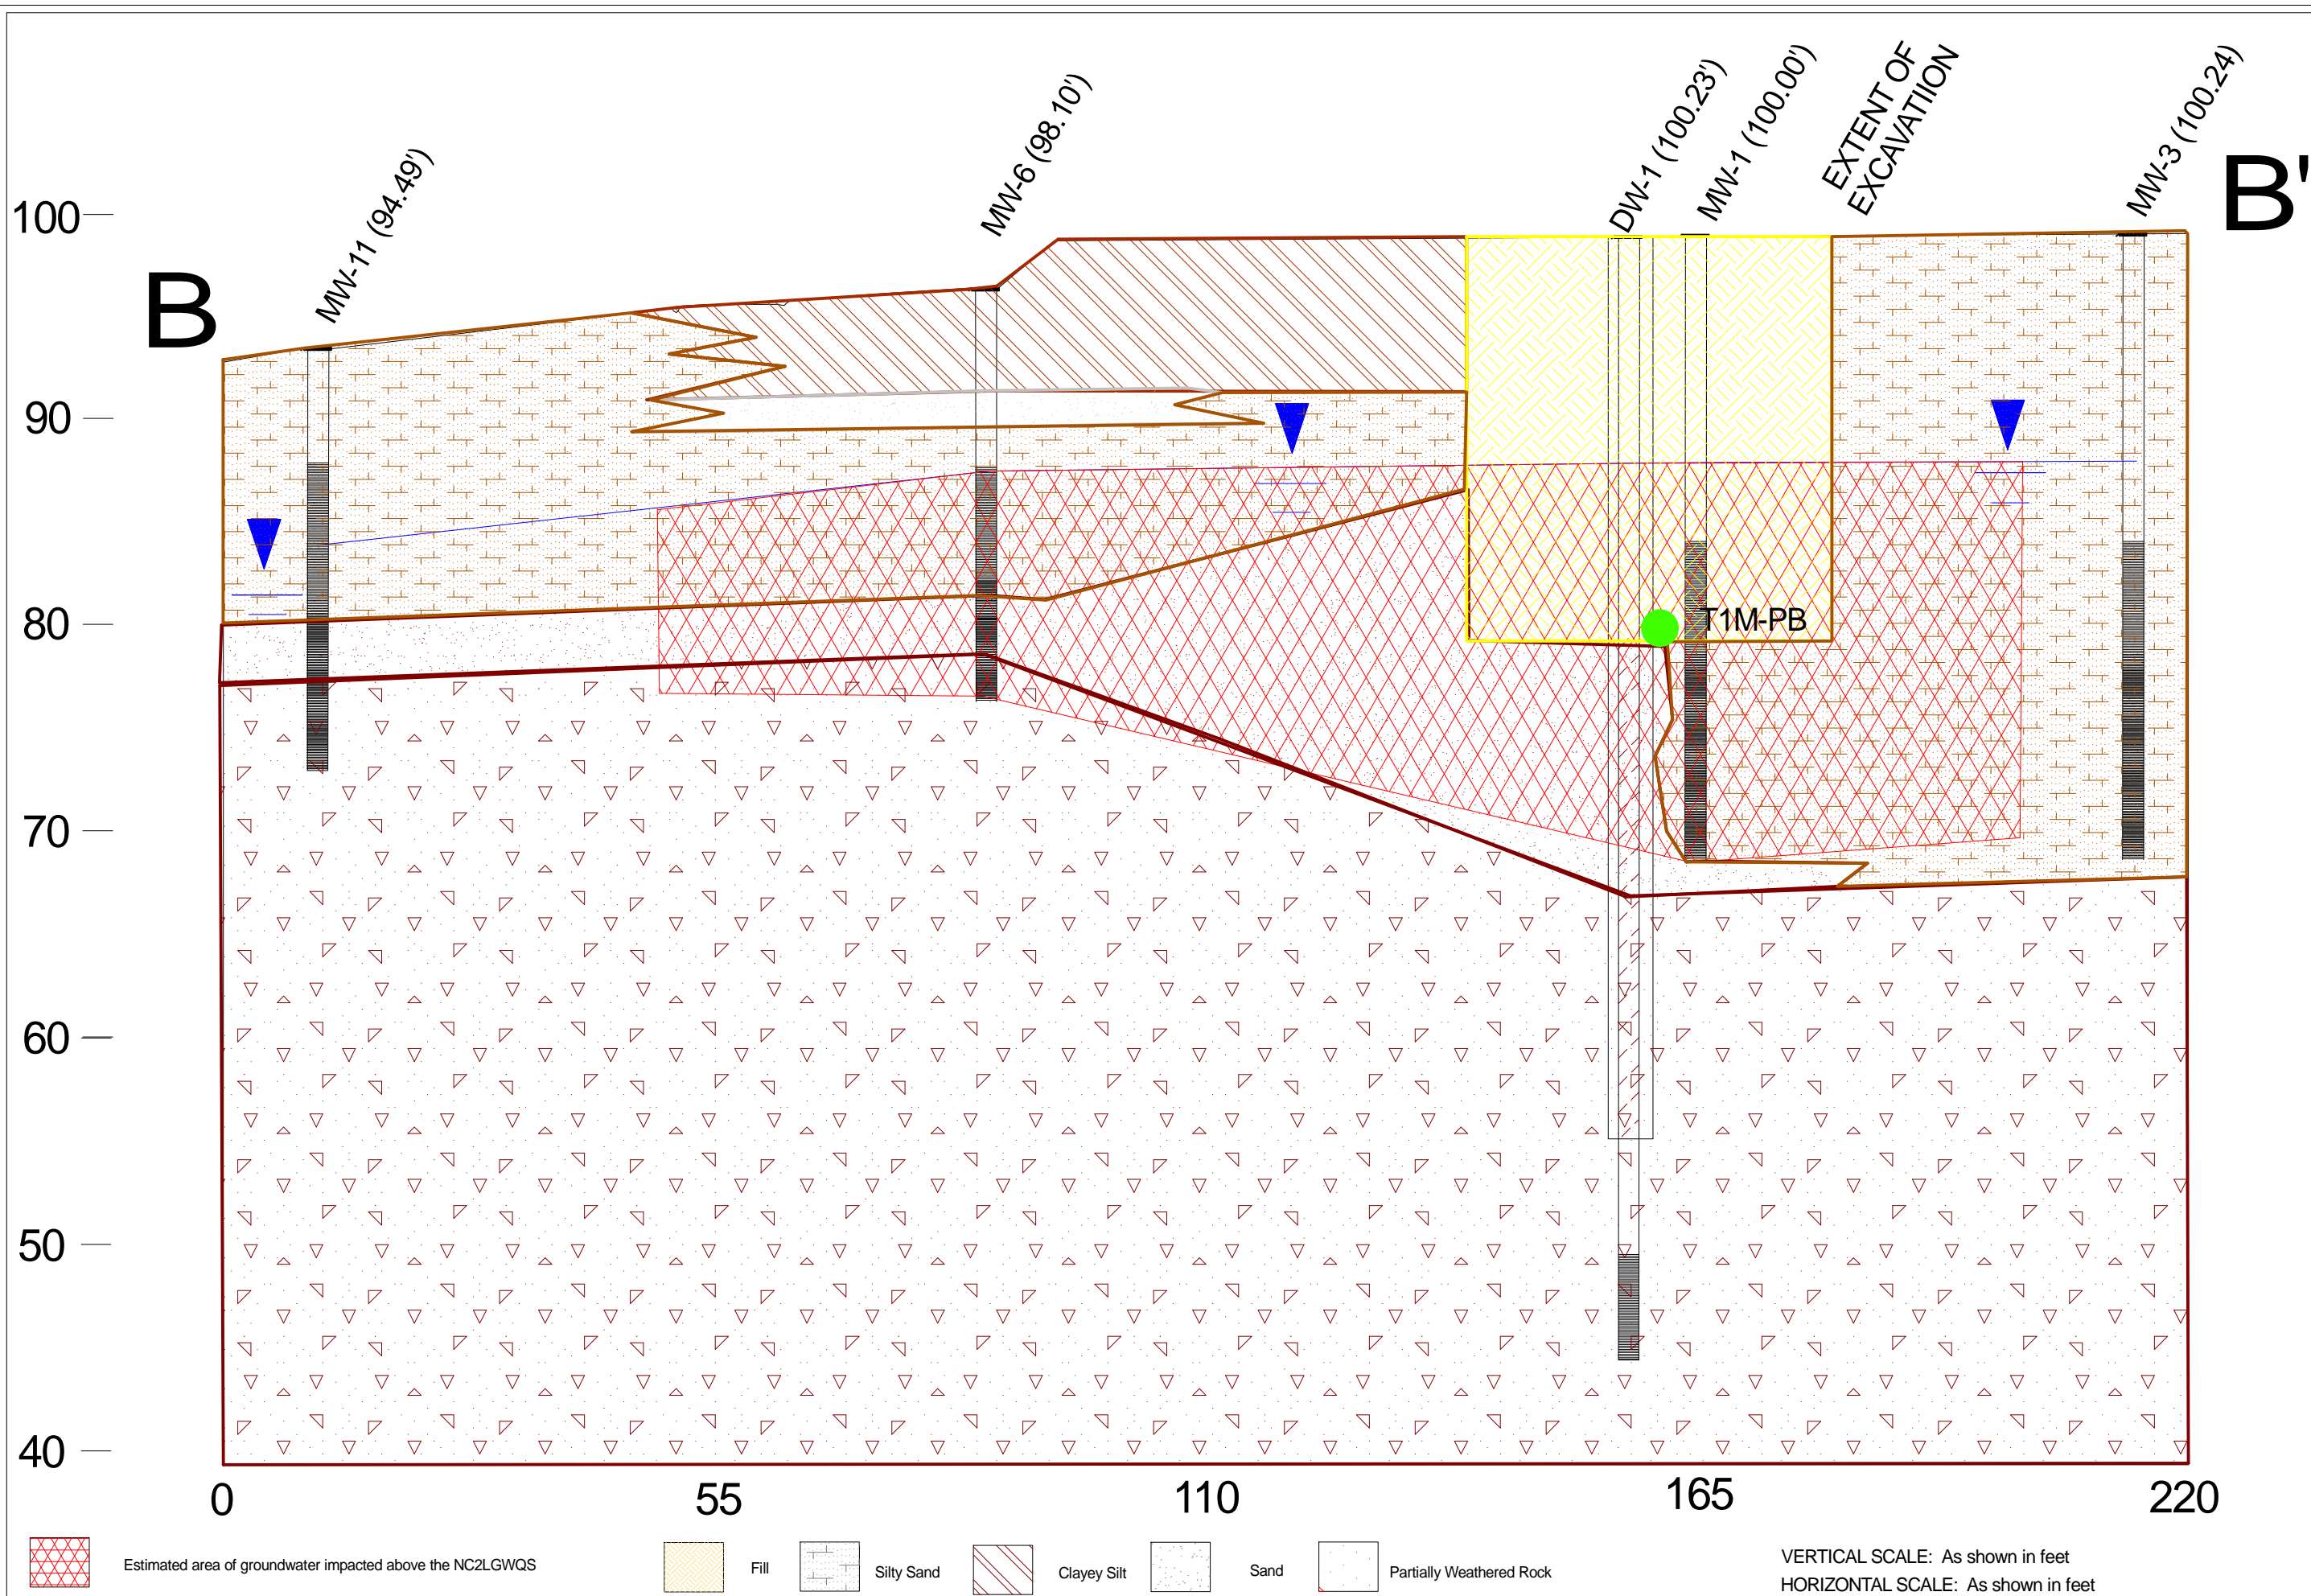 EXTENT OF
EXCAVATIION
B
MW-11 (94.49')
MW-6 (98.10')
DW-1 (100.23')
MW-1 (100.00')
MW-3 (100.24)
B'
100
90
80
70
60
50
40
T1M-PB
0
55
110
165
220
Estimated area of groundwater impacted above the NC2LGWQS
Fill
Silty Sand
Clayey Silt
Sand
Partially Weathered Rock
VERTICAL SCALE: As shown in feet
HORIZONTAL SCALE: As shown in feet